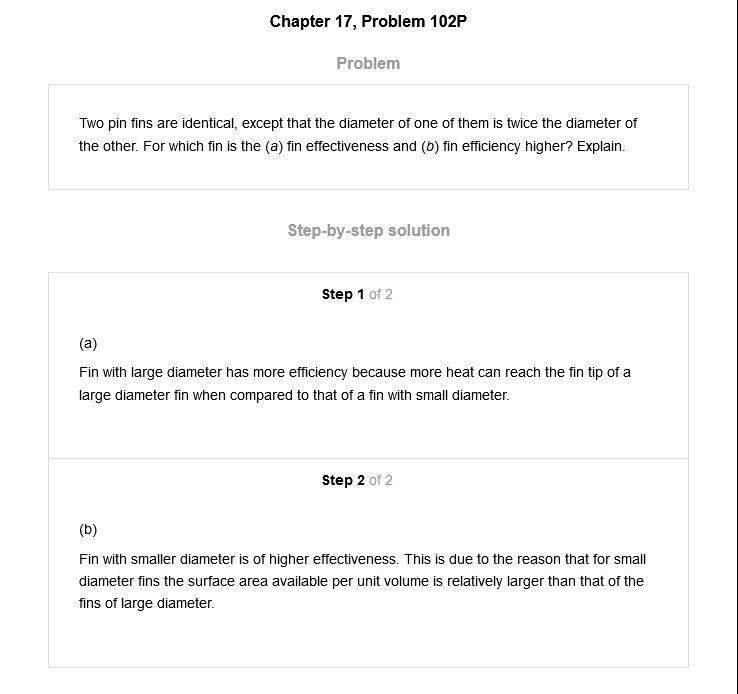 Chapter 17, Problem 102P
Problem
Two pin fins are identical, except that the diameter of one of them is twice the diameter of
the other. For which fin is the (a) fin effectiveness and (b) fin efficiency higher? Explain.
Step-by-step solution
Step 1 of 2
(a)
Fin with large diameter has more efficiency because more heat can reach the fin tip of a
large diameter fin when compared to that of a fin with small diameter.
Step 2 of 2
(b)
Fin with smaller diameter is of higher effectiveness. This is due to the reason that for small
diameter fins the surface area available per unit volume is relatively larger than that of the
fins of large diameter.